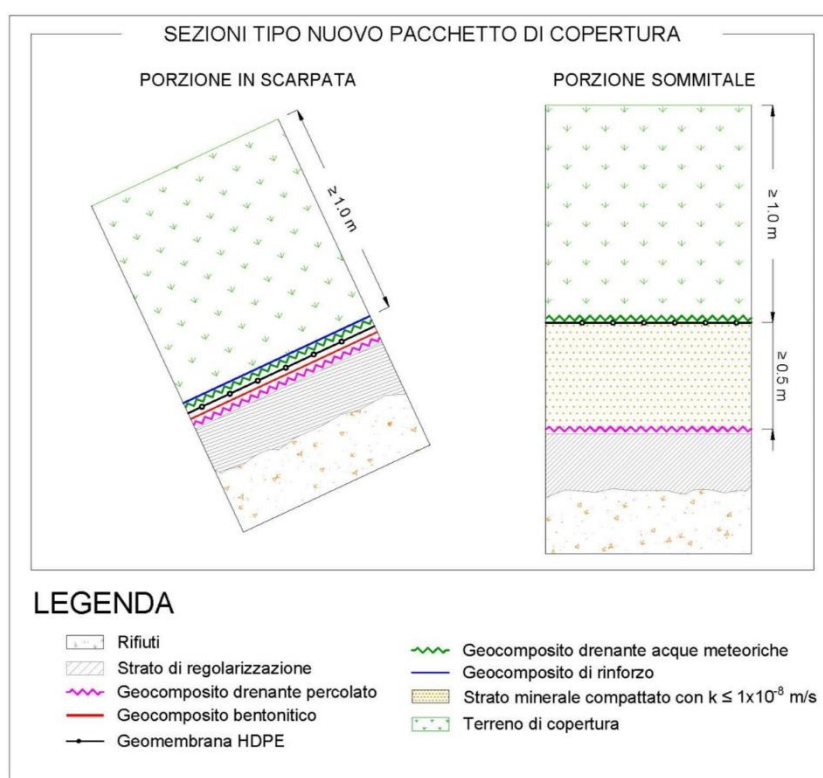 SEZIONI TIPO NUOVO PACCHETTO DI COPERTURA
PORZIONE IN SCARPATA
PORZIONE SOMMITALE
≥ 1.0 m
≥ 1.0 m
≥ 0.5 m
LEGENDA
Rifiuti
Strato di regolarizzazione
Geocomposito drenante percolato
Geocomposito bentonitico
Geomembrana HDPE
Geocomposito drenante acque meteoriche
Geocomposito di rinforzo
Strato minerale compattato con k ≤ 1x10⁻⁸ m/s
Terreno di copertura